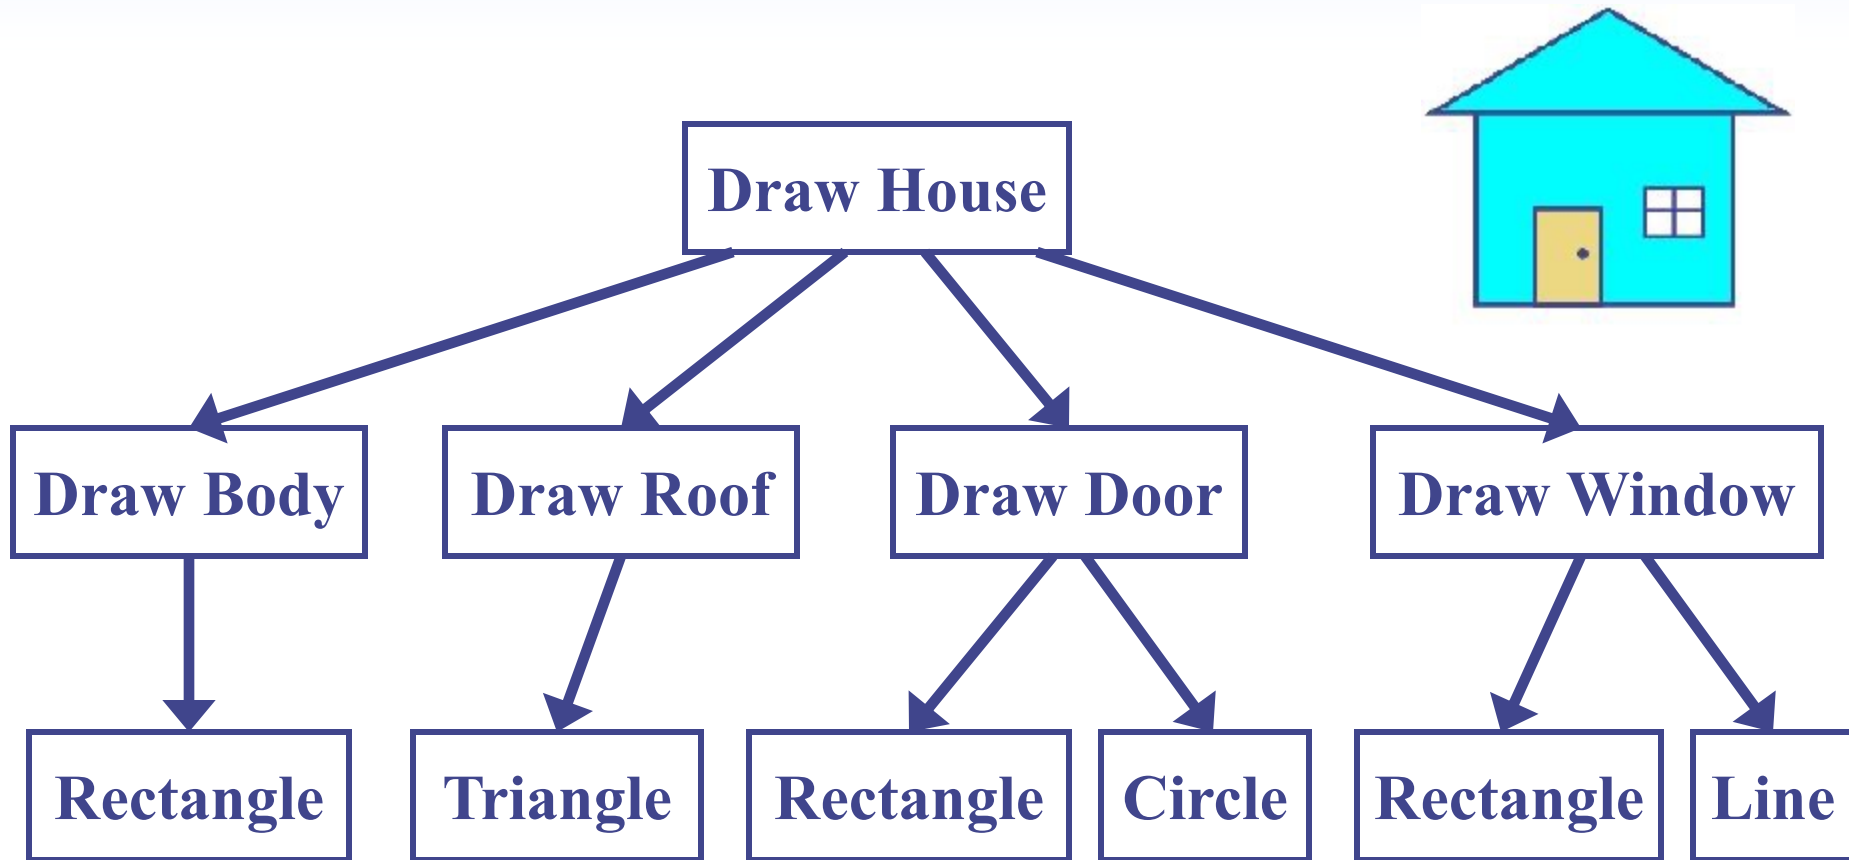 Draw House
Draw Body
Draw Roof
Draw Door
Draw Window
Rectangle
Triangle
Rectangle
Circle
Rectangle
Line